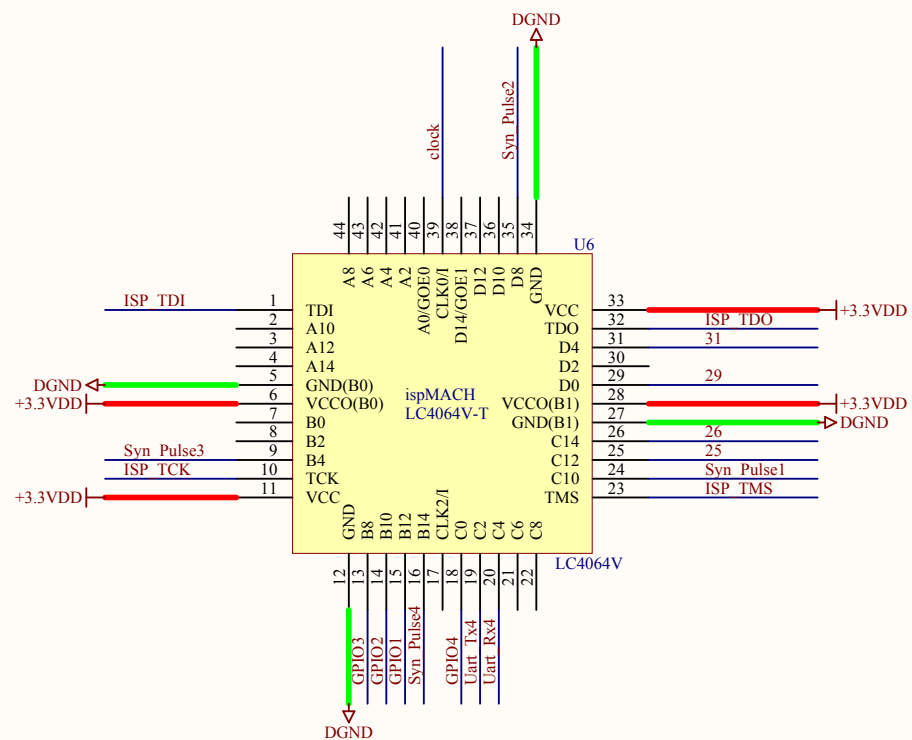 DGND
clock
Syn_Pulse2
44 43 42 41 40 39 38 37 36 35 34
U6
A8 A6 A4 A2 A0/GOE0 CLK0/I D14/GOE1 D12 D10 D8 GND
ISP_TDI 1 TDI VCC 33 +3.3VDD
2 A10 TDO 32 ISP_TDO
3 A12 D4 31 31
4 A14 D2 30
DGND 5 GND(B0) D0 29 29
+3.3VDD 6 VCCO(B0) VCCO(B1) 28 +3.3VDD
ispMACH
LC4064V-T
7 B0 GND(B1) 27 DGND
8 B2 C14 26 26
Syn_Pulse3 9 B4 C12 25 25
ISP_TCK 10 TCK C10 24 Syn_Pulse1
+3.3VDD 11 VCC TMS 23 ISP_TMS
GND B8 B10 B12 B14 CLK2/I C0 C2 C4 C6 C8
LC4064V
12 13 14 15 16 17 18 19 20 21 22
GPIO3
GPIO2
GPIO1
Syn_Pulse4
GPIO4
Uart_Tx4
Uart_Rx4
DGND